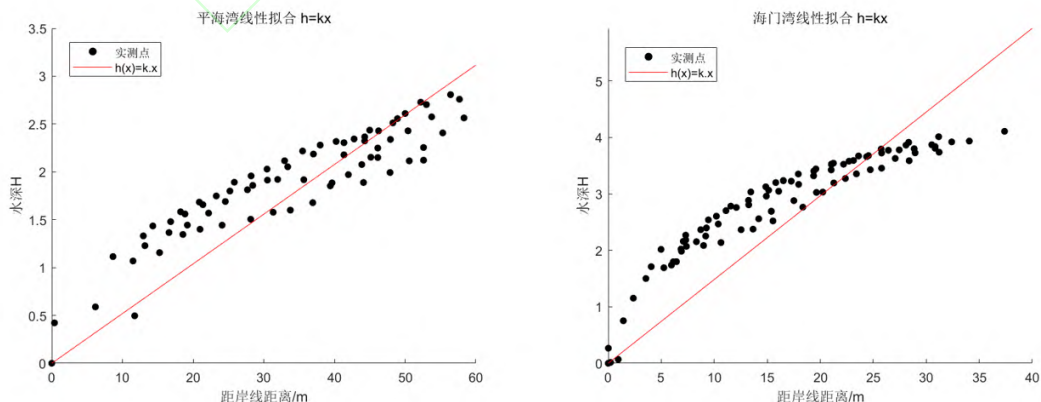 平海湾线性拟合 h=kx
3.5
3
2.5
2
1.5
1
0.5
0
水深H
实测点
h(x)=k.x
0 10 20 30 40 50 60
距岸线距离/m
海门湾线性拟合 h=kx
5
4
3
2
1
0
水深H
实测点
h(x)=k.x
0 5 10 15 20 25 30 35 40
距岸线距离/m